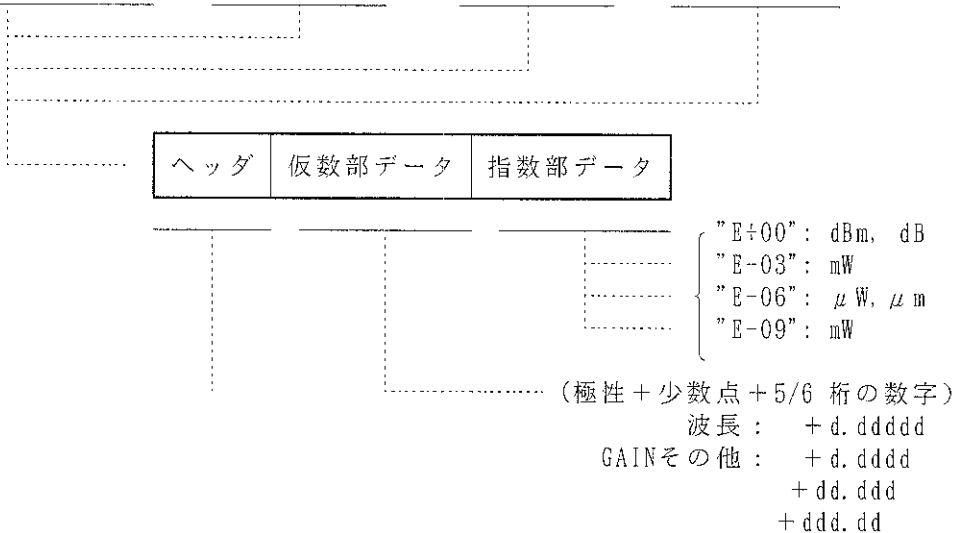 ヘッダ 仮数部データ 指数部データ
"E+00": dBm, dB
"E-03": mW
"E-06": μW, μm
"E-09": mW
(極性+少数点+5/6 桁の数字)
波長: +d.ddddd
GAINその他: +d.dddd
+dd.ddd
+ddd.dd